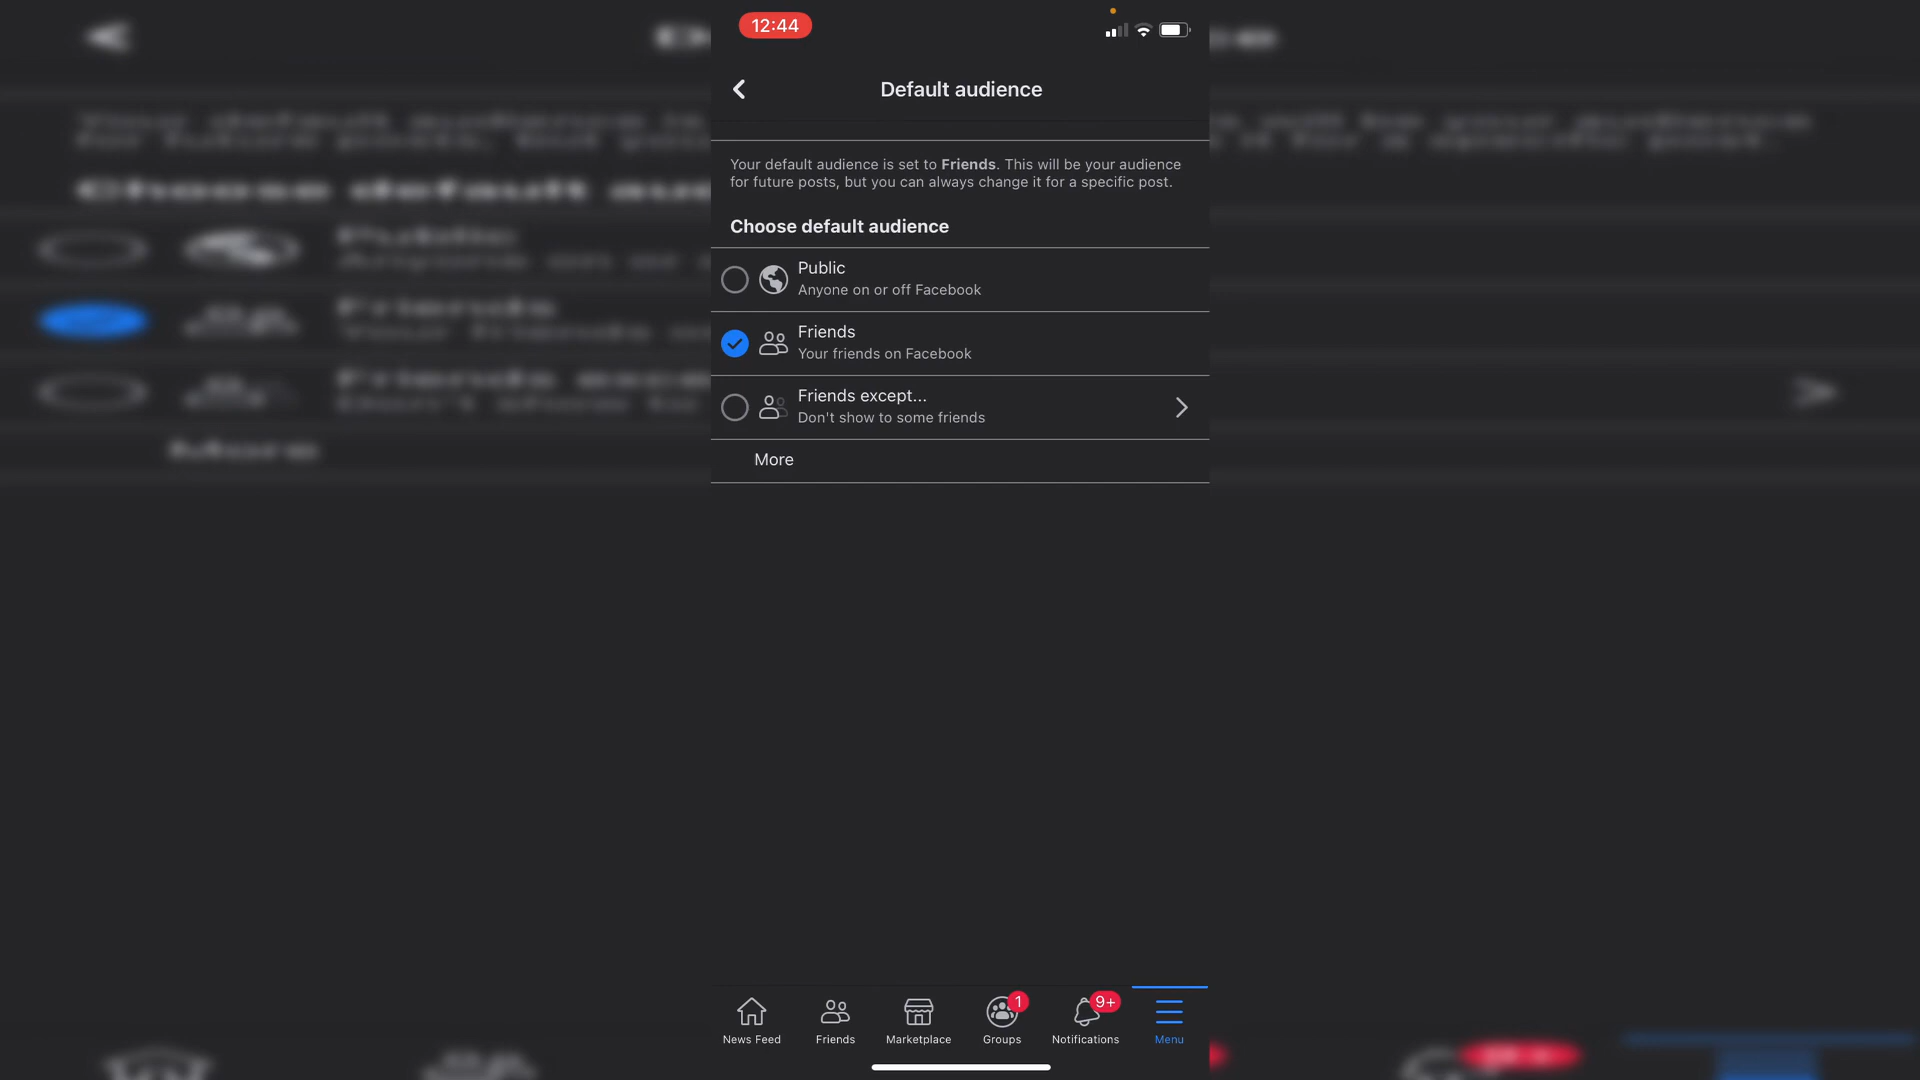 12:44
Default audience
Your default audience is set to Friends. This will be your audience
for future posts, but you can always change it for a specific post.
Choose default audience
Public
Anyone on or off Facebook
Friends
Your friends on Facebook
Friends except...
Don't show to some friends
More
1
9+
News Feed
Friends
Marketplace
Groups
Notifications
Menu